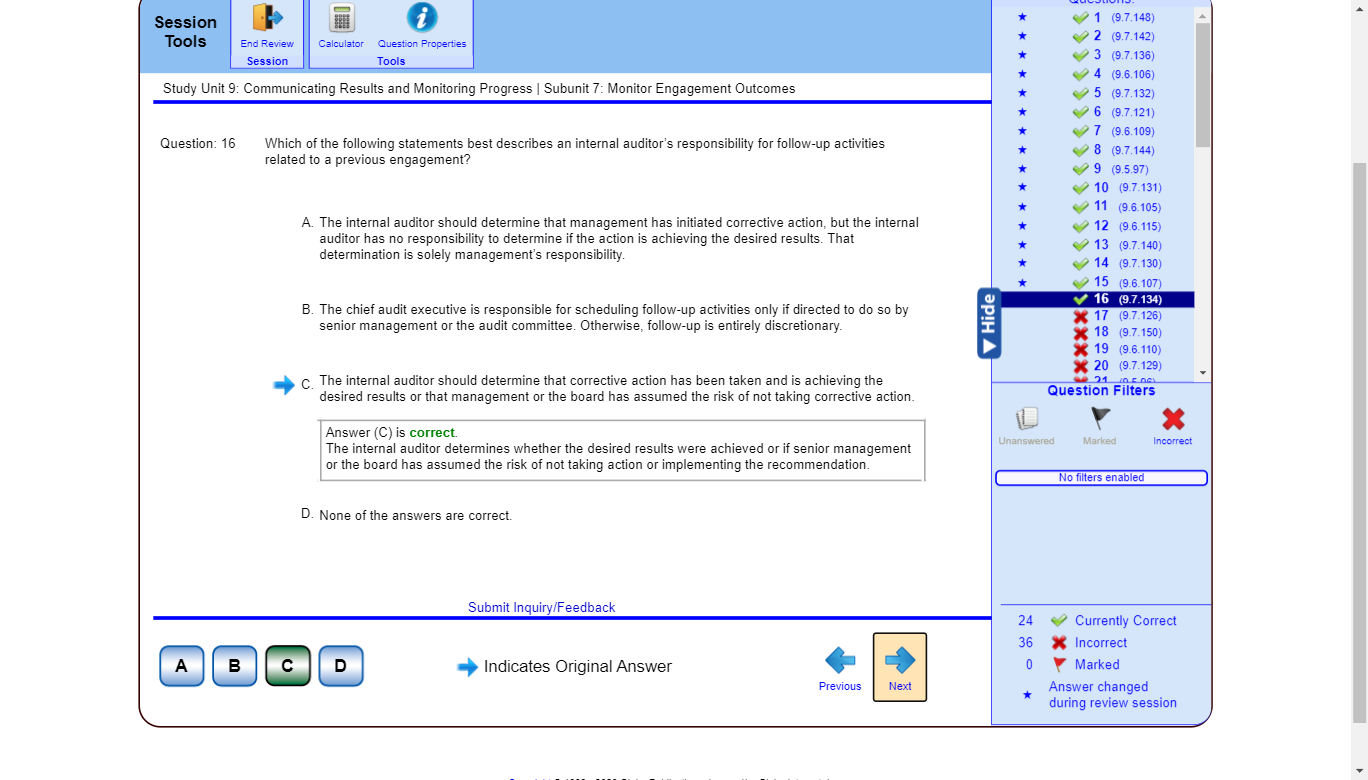 Session
Tools
End Review
Session
Calculator
Question Properties
Tools
Study Unit 9: Communicating Results and Monitoring Progress | Subunit 7: Monitor Engagement Outcomes
Question: 16
Which of the following statements best describes an internal auditor's responsibility for follow-up activities
related to a previous engagement?
A. The internal auditor should determine that management has initiated corrective action, but the internal
auditor has no responsibility to determine if the action is achieving the desired results. That
determination is solely management's responsibility.
B. The chief audit executive is responsible for scheduling follow-up activities only if directed to do so by
senior management or the audit committee. Otherwise, follow-up is entirely discretionary.
C. The internal auditor should determine that corrective action has been taken and is achieving the
desired results or that management or the board has assumed the risk of not taking corrective action.
Answer (C) is correct.
The internal auditor determines whether the desired results were achieved or if senior management
or the board has assumed the risk of not taking action or implementing the recommendation.
D. None of the answers are correct.
Submit Inquiry/Feedback
A
B
C
D
Indicates Original Answer
Previous
Next
Hide
Questions:
1 (9.7.148)
2 (9.7.142)
3 (9.7.136)
4 (9.6.106)
5 (9.7.132)
6 (9.7.121)
7 (9.6.109)
8 (9.7.144)
9 (9.5.97)
10 (9.7.131)
11 (9.6.105)
12 (9.6.115)
13 (9.7.140)
14 (9.7.130)
15 (9.6.107)
16 (9.7.134)
17 (9.7.126)
18 (9.7.150)
19 (9.6.110)
20 (9.7.129)
21 (9.5.96)
Question Filters
Unanswered
Marked
Incorrect
No filters enabled
24 Currently Correct
36 Incorrect
0 Marked
Answer changed
during review session